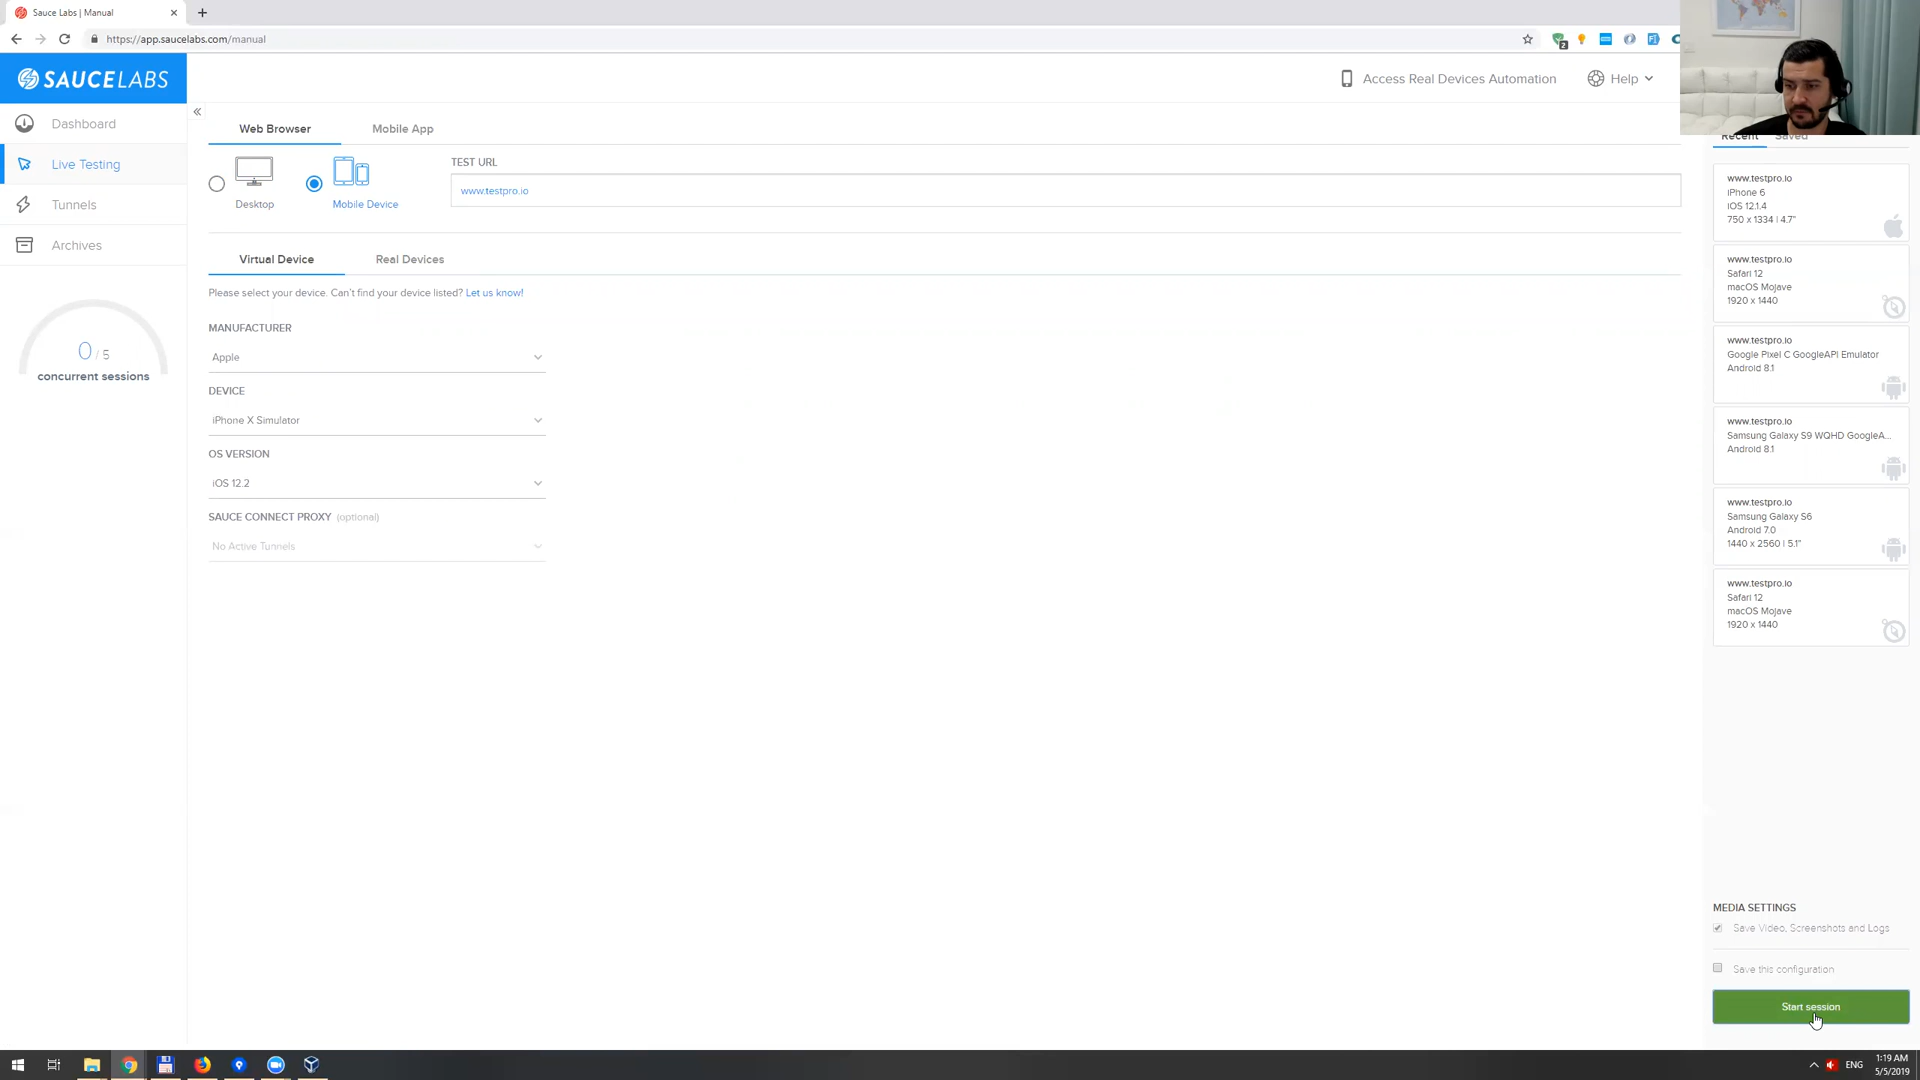 Sauce Labs | Manual
https://app.saucelabs.com/manual
2
SAUCELABS
Access Real Devices Automation
Help
Dashboard
Live Testing
Tunnels
Archives
0 / 5
concurrent sessions
Web Browser
Mobile App
Desktop
Mobile Device
TEST URL
www.testpro.io
Virtual Device
Real Devices
Please select your device. Can't find your device listed? Let us know!
MANUFACTURER
Apple
DEVICE
iPhone X Simulator
OS VERSION
iOS 12.2
SAUCE CONNECT PROXY (optional)
No Active Tunnels
Recent
Saved
www.testpro.io
iPhone 6
iOS 12.1.4
750 x 1334 | 4.7"
www.testpro.io
Safari 12
macOS Mojave
1920 x 1440
www.testpro.io
Google Pixel C GoogleAPI Emulator
Android 8.1
www.testpro.io
Samsung Galaxy S9 WQHD GoogleA...
Android 8.1
www.testpro.io
Samsung Galaxy S6
Android 7.0
1440 x 2560 | 5.1"
www.testpro.io
Safari 12
macOS Mojave
1920 x 1440
MEDIA SETTINGS
Save Video, Screenshots and Logs
Save this configuration
Start session
ENG
1:19 AM
5/5/2019